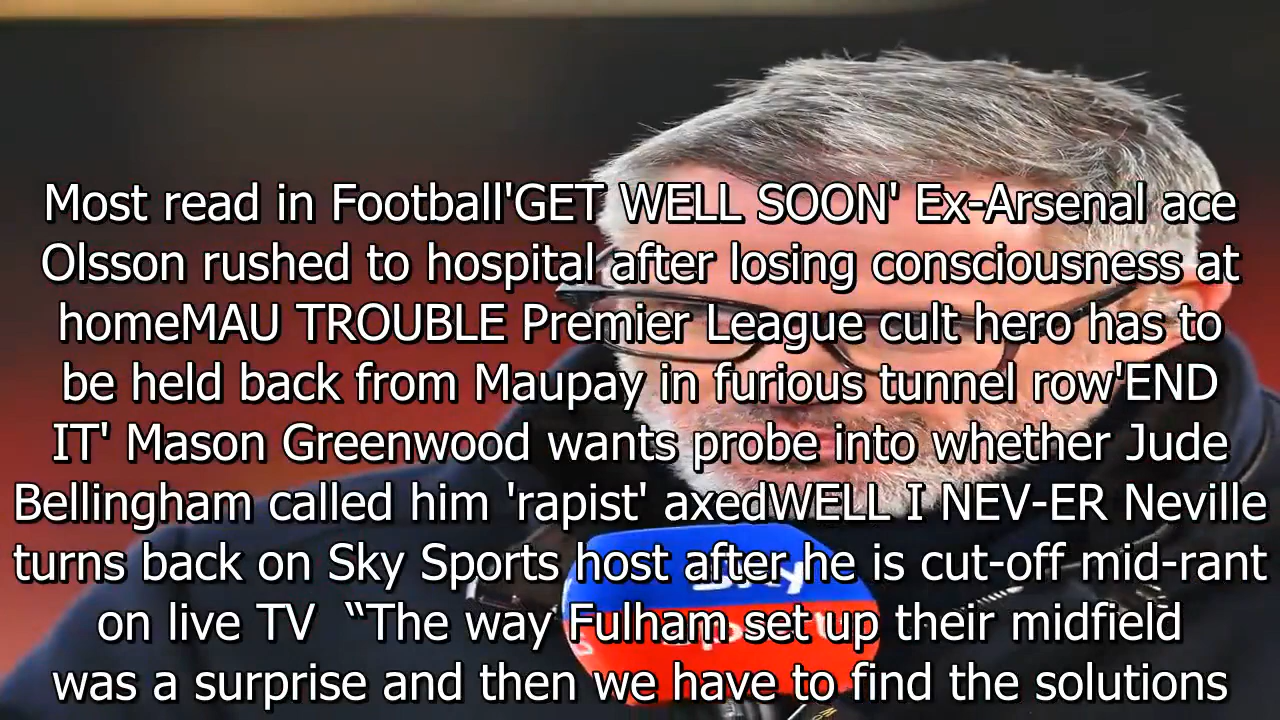 Most read in Football'GET WELL SOON' Ex-Arsenal ace
Olsson rushed to hospital after losing consciousness at
homeMAU TROUBLE Premier League cult hero has to
be held back from Maupay in furious tunnel row'END
IT' Mason Greenwood wants probe into whether Jude
Bellingham called him 'rapist' axedWELL I NEV-ER Neville
turns back on Sky Sports host after he is cut-off mid-rant
on live TV  “The way Fulham set up their midfield
was a surprise and then we have to find the solutions
sky
sports